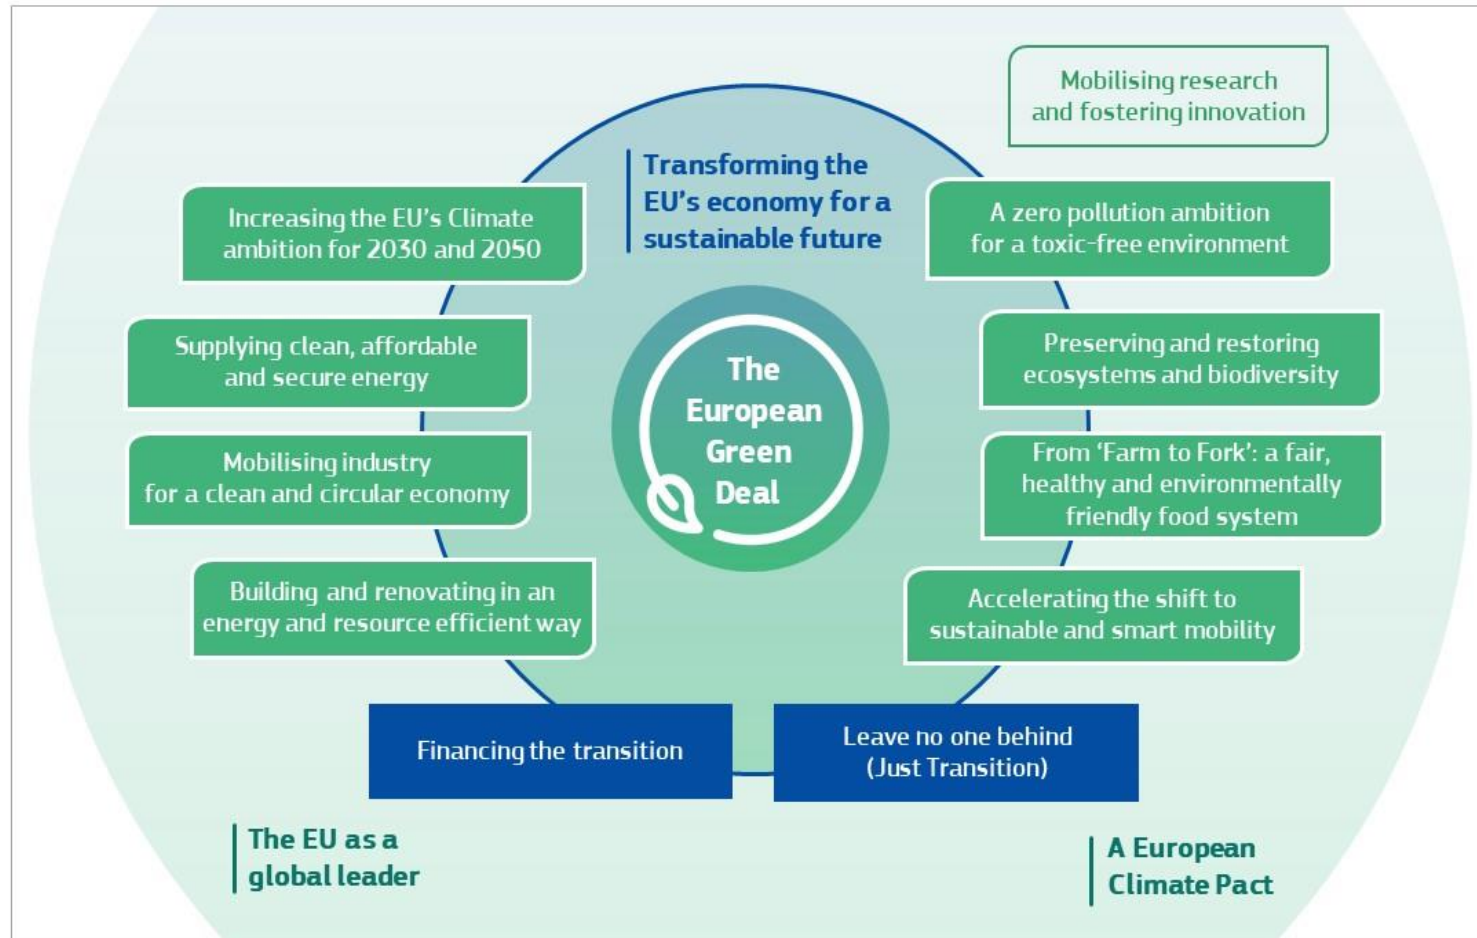 Mobilising research
and fostering innovation
Transforming the
EU's economy for a
sustainable future
Increasing the EU's Climate
ambition for 2030 and 2050
A zero pollution ambition
for a toxic-free environment
Supplying clean, affordable
and secure energy
Preserving and restoring
ecosystems and biodiversity
The
European
Green
Deal
Mobilising industry
for a clean and circular economy
From ‘Farm to Fork’: a fair,
healthy and environmentally
friendly food system
Building and renovating in an
energy and resource efficient way
Accelerating the shift to
sustainable and smart mobility
Financing the transition
Leave no one behind
(Just Transition)
The EU as a
global leader
A European
Climate Pact